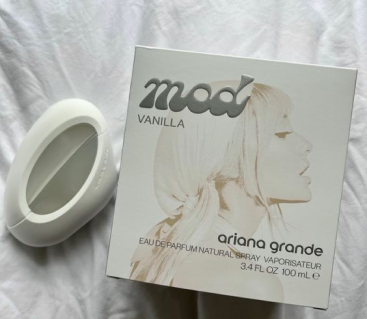 mod
VANILLA
ariana grande
EAU DE PARFUM NATURAL SPRAY VAPORISATEUR
3.4 FL OZ 100 mL ℮